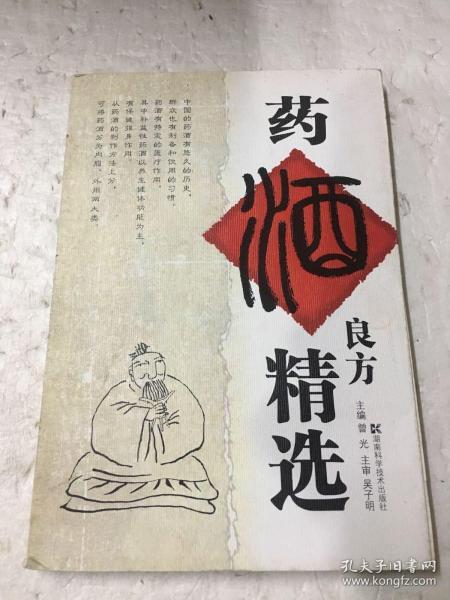 药酒良方精选
主编 曾光 主审 吴子明
湖南科学技术出版社
中国的药酒有悠久的历史，
群众也有制备和饮用的习惯，
药酒有特定的医疗作用，
其中补益性药酒以养生健体功能为主，
有保健强身作用。
从药酒的制作方法上分，
可将药酒分为内服、外用两大类
孔夫子旧书网
www.kongfz.com